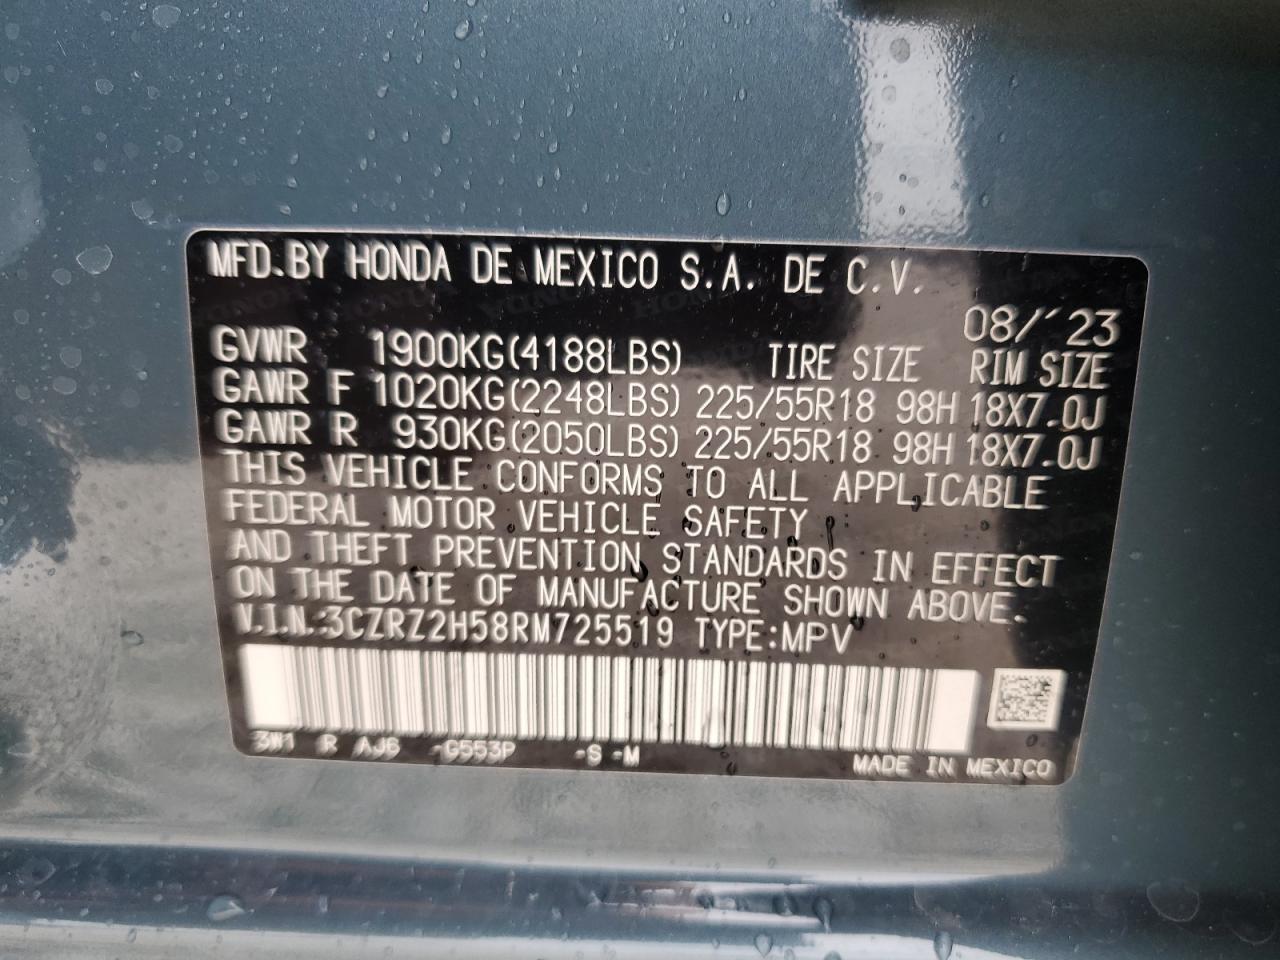 MFD.BY HONDA DE MEXICO S.A. DE C.V.
08/ 23
GVWR 1900KG(4188LBS) TIRE SIZE RIM SIZE
GAWR F 1020KG(2248LBS) 225/55R18 98H 18X7.0J
GAWR R 930KG(2050LBS) 225/55R18 98H 18X7.0J
THIS VEHICLE CONFORMS TO ALL APPLICABLE
FEDERAL MOTOR VEHICLE SAFETY
AND THEFT PREVENTION STANDARDS IN EFFECT
ON THE DATE OF MANUFACTURE SHOWN ABOVE.
V.I.N.:3CZRZ2H58RM725519 TYPE:MPV
3W1 R AJ6 -G553P -S -M MADE IN MEXICO